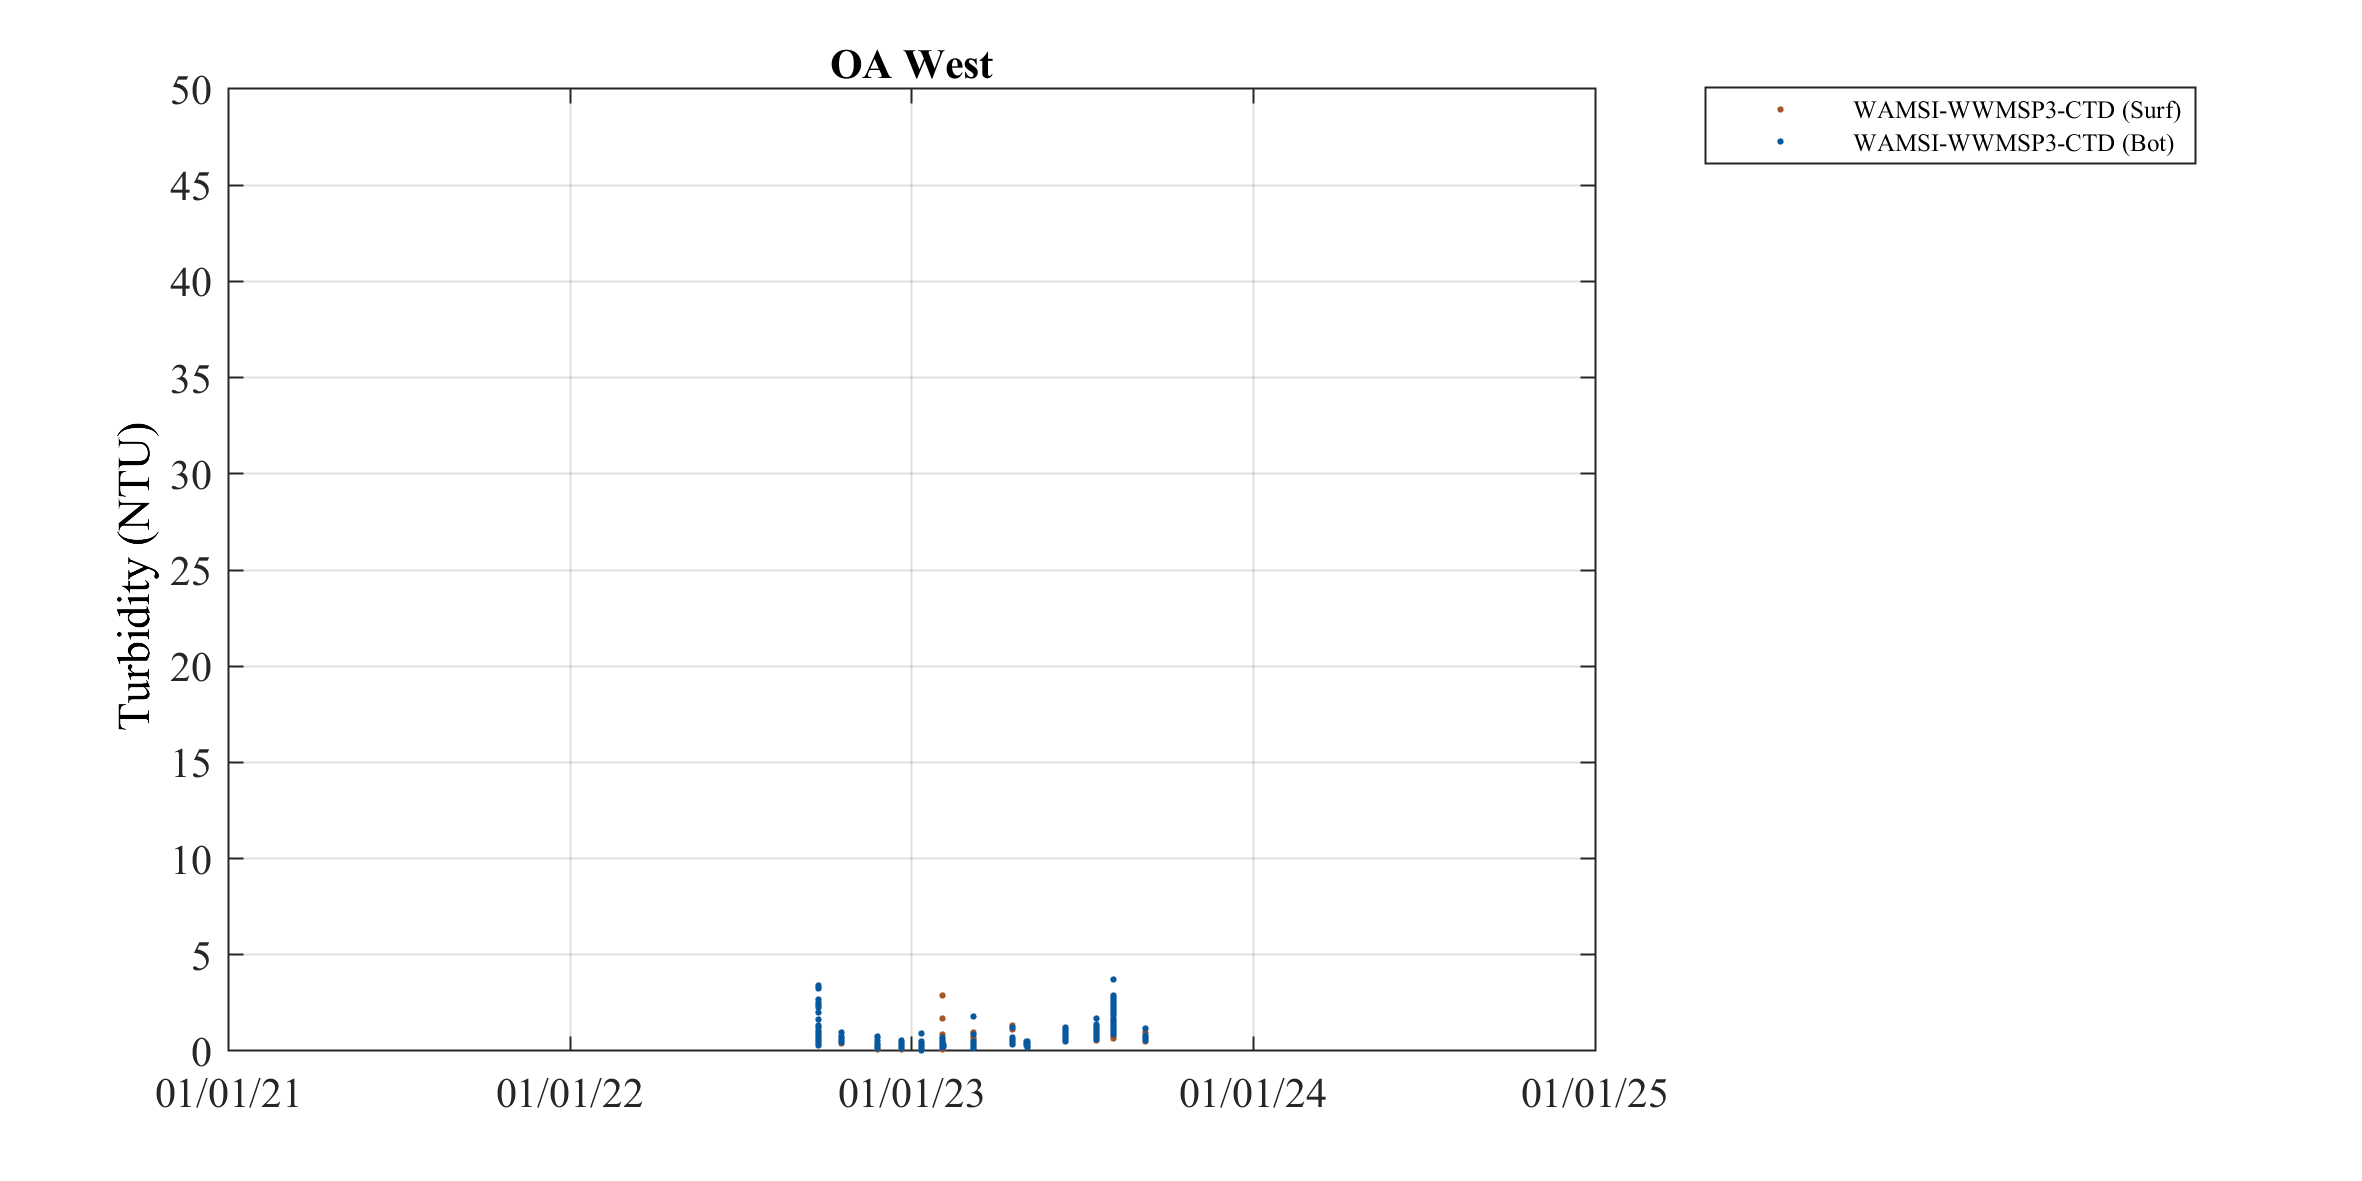 OA West
50
45
40
35
30
25
20
15
10
5
0
Turbidity (NTU)
01/01/21 01/01/22 01/01/23 01/01/24 01/01/25
WAMSI-WWMSP3-CTD (Surf)
WAMSI-WWMSP3-CTD (Bot)